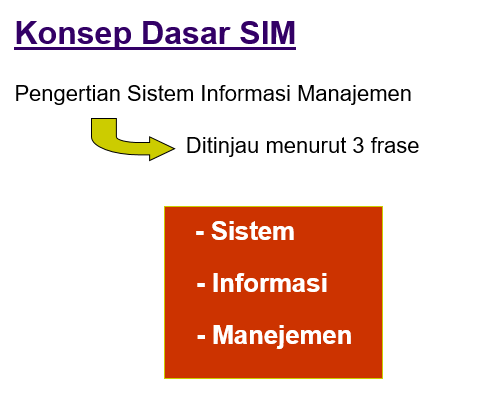 Konsep Dasar SIM
Pengertian Sistem Informasi Manajemen
Ditinjau menurut 3 frase
- Sistem
- Informasi
- Manejemen